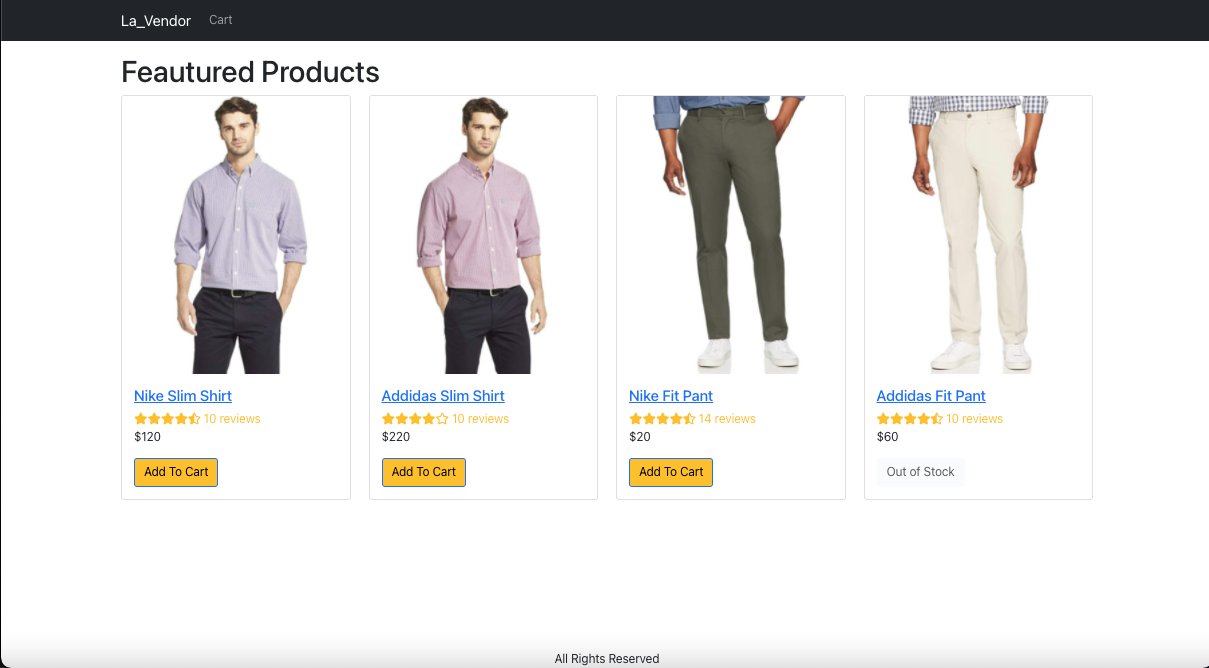 La_Vendor Cart
Feautured Products
Nike Slim Shirt
10 reviews
$120
Add To Cart
Addidas Slim Shirt
10 reviews
$220
Add To Cart
Nike Fit Pant
14 reviews
$20
Add To Cart
Addidas Fit Pant
10 reviews
$60
Out of Stock
All Rights Reserved